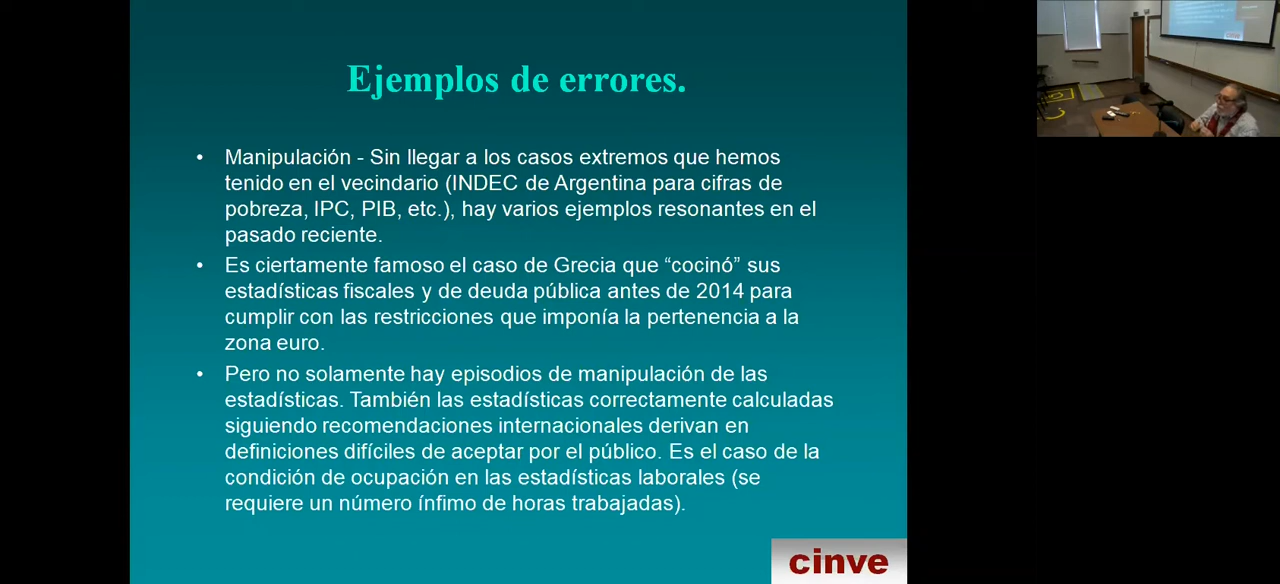 Ejemplos de errores.
• Manipulación - Sin llegar a los casos extremos que hemos
tenido en el vecindario (INDEC de Argentina para cifras de
pobreza, IPC, PIB, etc.), hay varios ejemplos resonantes en el
pasado reciente.
• Es ciertamente famoso el caso de Grecia que “cocinó” sus
estadísticas fiscales y de deuda pública antes de 2014 para
cumplir con las restricciones que imponía la pertenencia a la
zona euro.
• Pero no solamente hay episodios de manipulación de las
estadísticas. También las estadísticas correctamente calculadas
siguiendo recomendaciones internacionales derivan en
definiciones difíciles de aceptar por el público. Es el caso de la
condición de ocupación en las estadísticas laborales (se
requiere un número ínfimo de horas trabajadas).
cinve